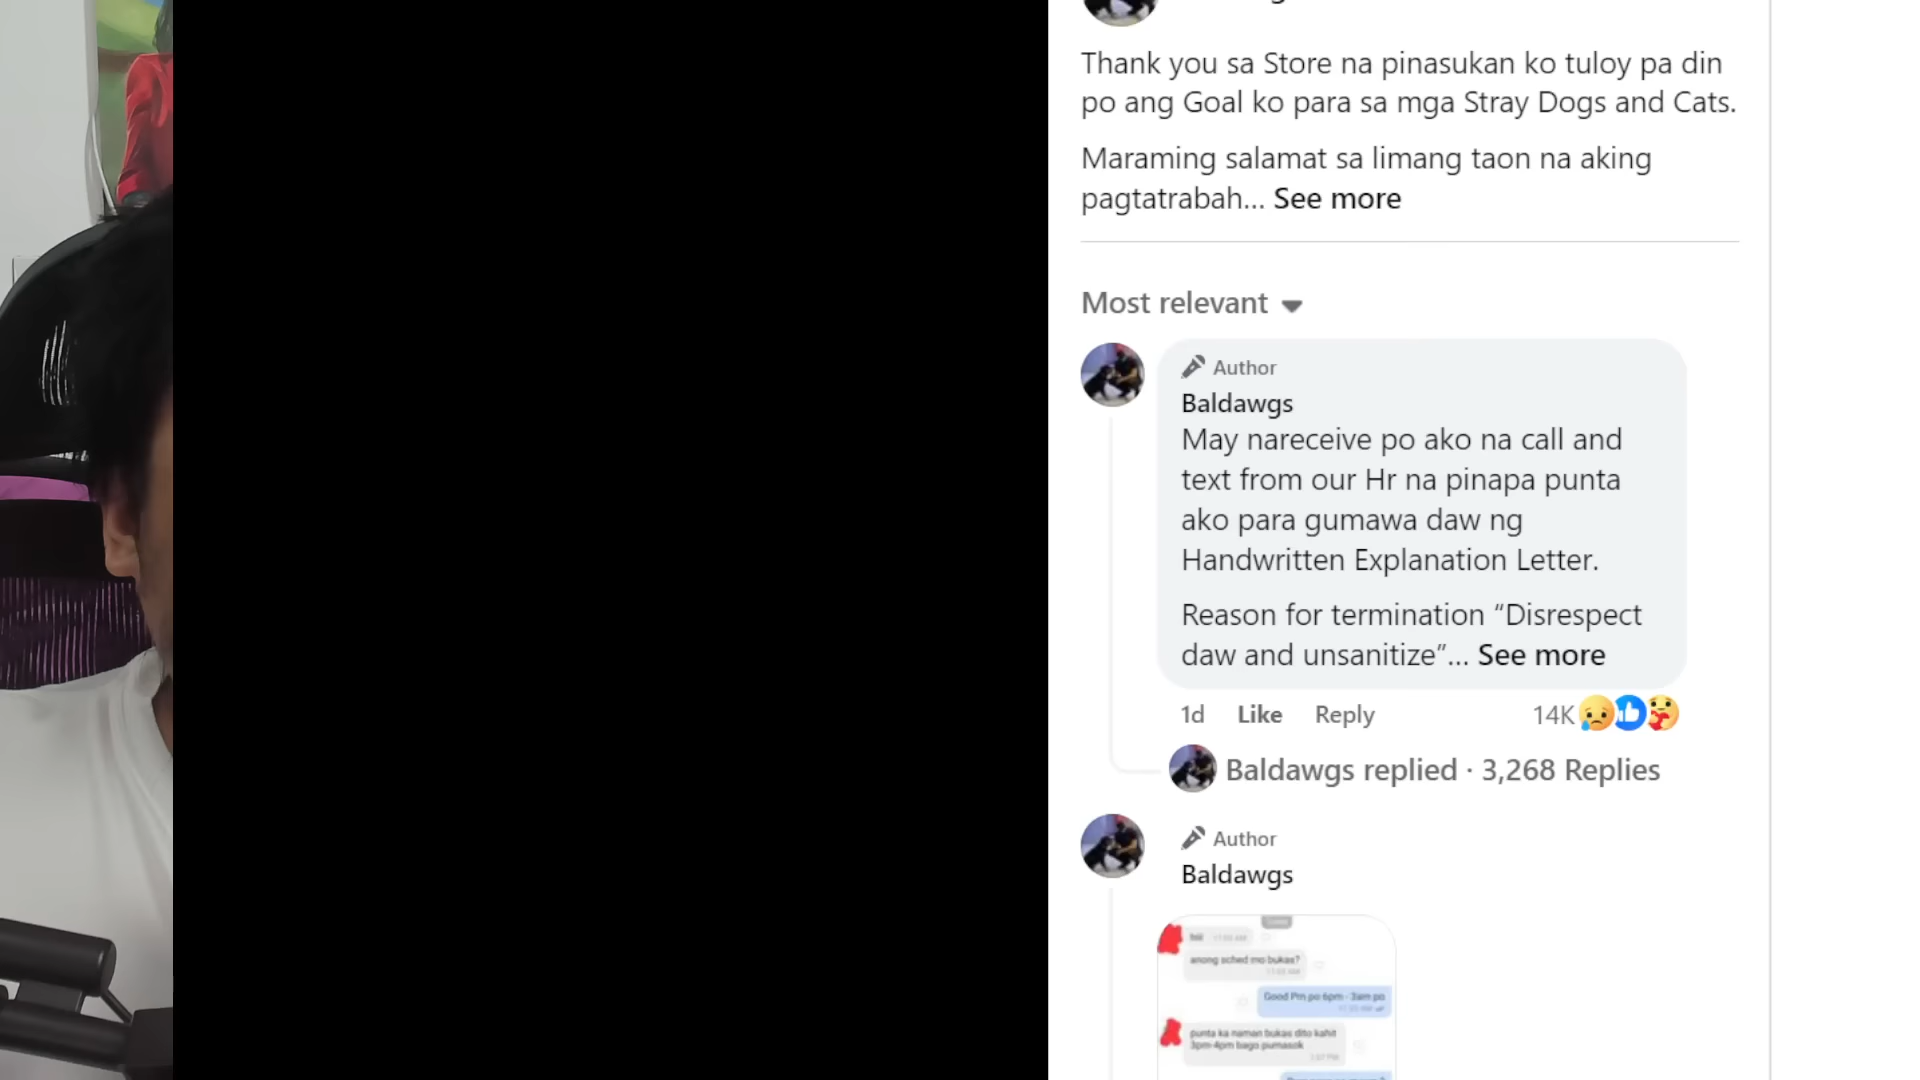 Thank you sa Store na pinasukan ko tuloy pa din
po ang Goal ko para sa mga Stray Dogs and Cats.
Maraming salamat sa limang taon na aking
pagtatrabah... See more
Most relevant
Author
Baldawgs
May nareceive po ako na call and
text from our Hr na pinapa punta
ako para gumawa daw ng
Handwritten Explanation Letter.
Reason for termination “Disrespect
daw and unsanitize”... See more
1d Like Reply 14K
Baldawgs replied · 3,268 Replies
Author
Baldawgs
anong sched mo bukas?
Good Pm po 6pm - 3am po
punta ka naman bukas dito kahit
3pm-4pm bago pumasok